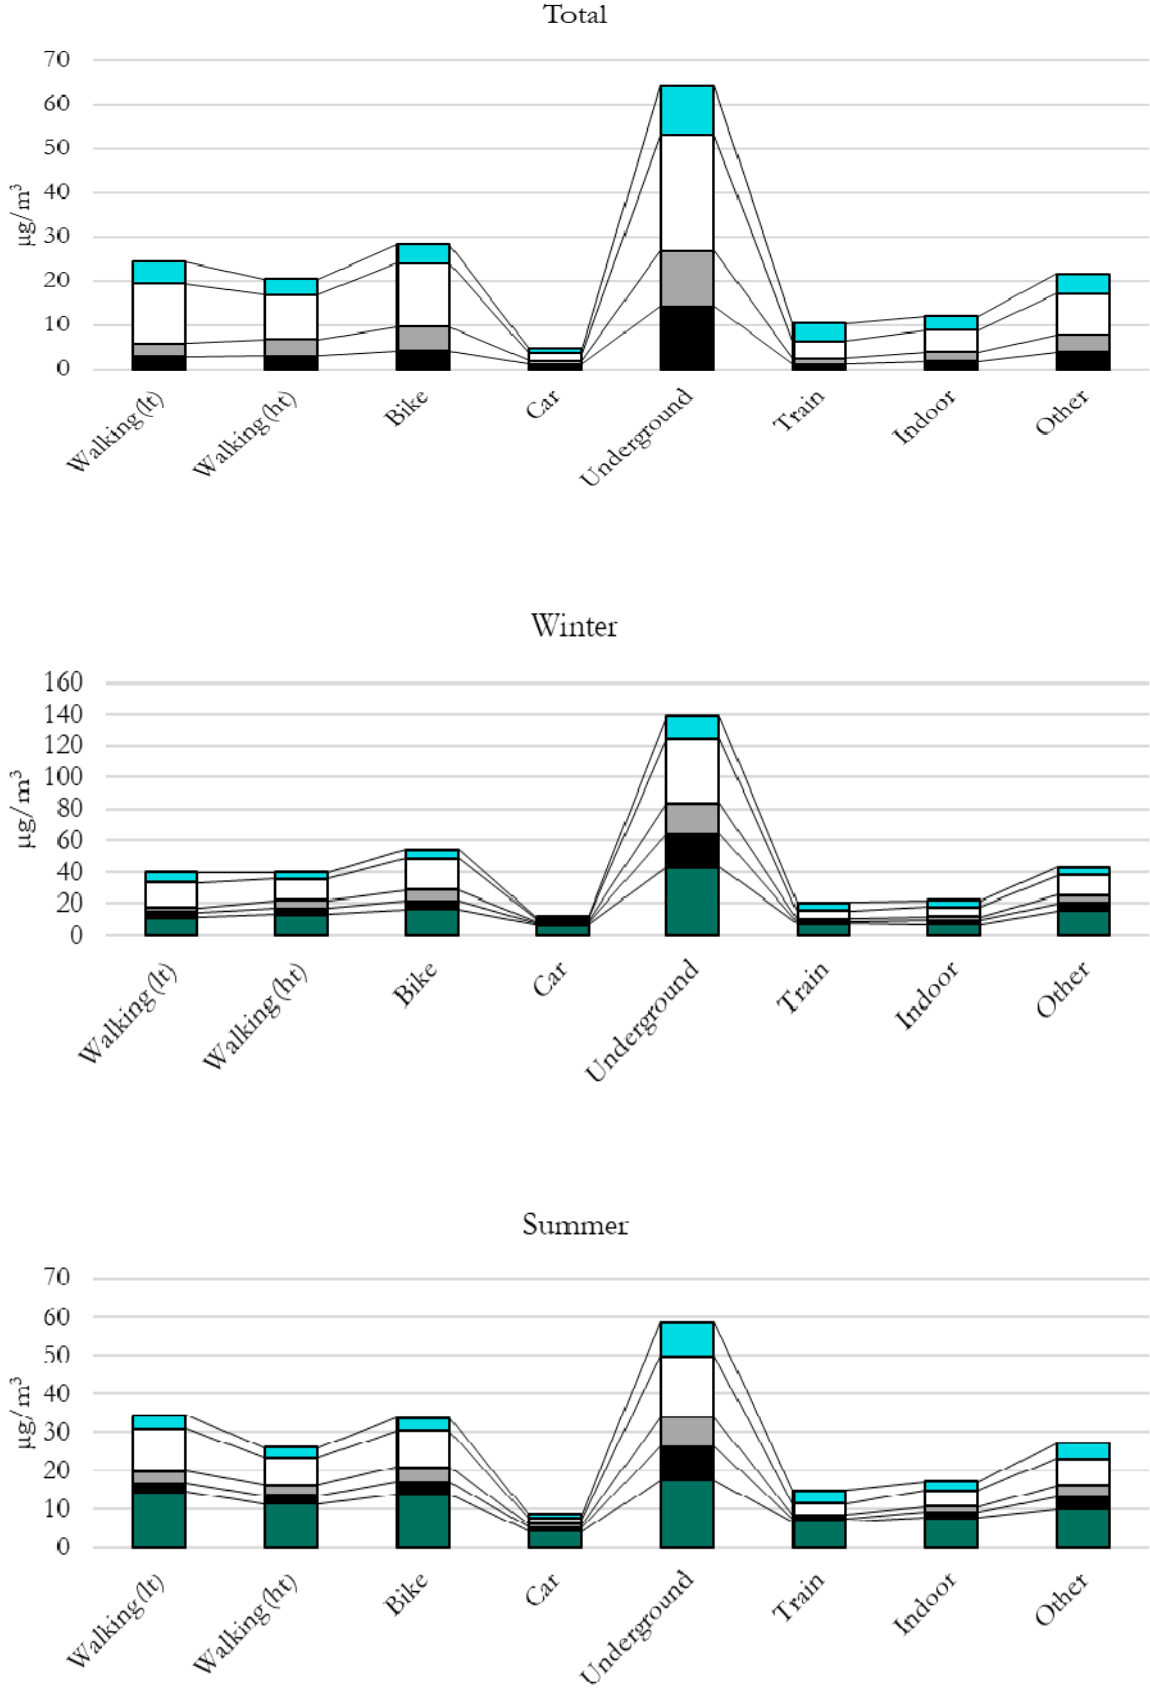 Total
70
60
50
40
30
20
10
0
μg/m³
Walking(lt)
Walking(ht)
Bike
Car
Underground
Train
Indoor
Other
Winter
160
140
120
100
80
60
40
20
0
μg/m³
Walking(lt)
Walking(ht)
Bike
Car
Underground
Train
Indoor
Other
Summer
70
60
50
40
30
20
10
0
μg/m³
Walking(lt)
Walking(ht)
Bike
Car
Underground
Train
Indoor
Other